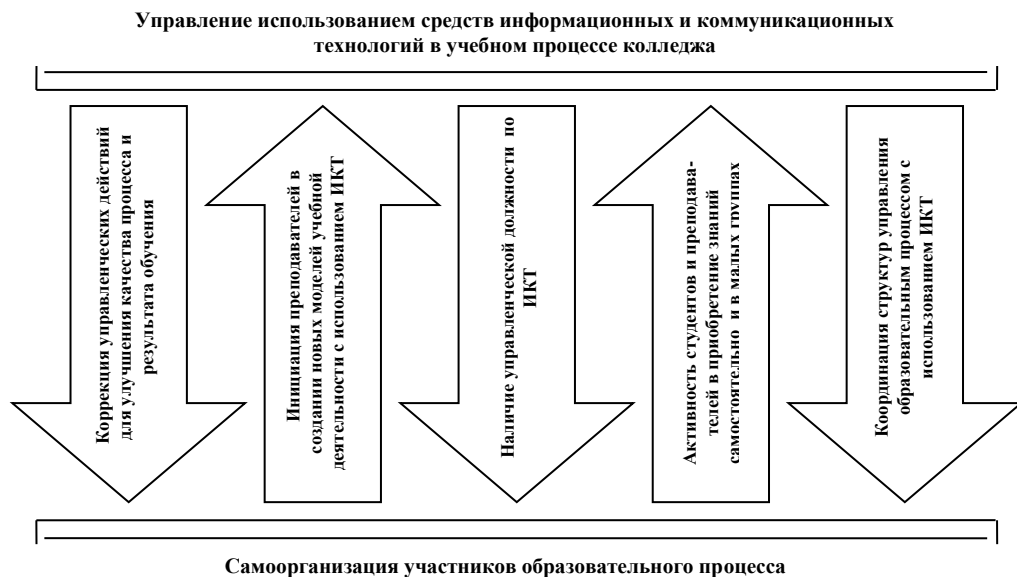 Управление использованием средств информационных и коммуникационных
технологий в учебном процессе колледжа
Коррекция управленческих действий
для улучшения качества процесса и
результата обучения
Инициация преподавателей в
создании новых моделей учебной
деятельности с использованием ИКТ
Наличие управленческой должности по
ИКТ
Активность студентов и преподава-
телей в приобретение знаний
самостоятельно и в малых группах
Координация структур управления
образовательным процессом с
использованием ИКТ
Самоорганизация участников образовательного процесса